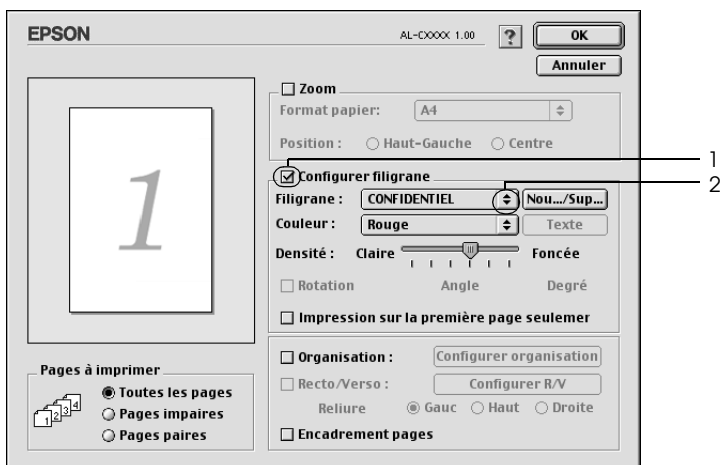 EPSON
AL-CXXXX 1.00
?
OK
Annuler
1
Zoom
Format papier: A4
Position : Haut-Gauche Centre
Configurer filigrane
1
2
Filigrane : CONFIDENTIEL Nou.../Sup...
Couleur : Rouge Texte
Densité : Claire Foncée
Rotation Angle Degré
Impression sur la première page seulemer
Pages à imprimer
1 2 3 4
Toutes les pages
Pages impaires
Pages paires
Organisation : Configurer organisation
Recto/Verso : Configurer R/V
Reliure Gauc Haut Droite
Encadrement pages